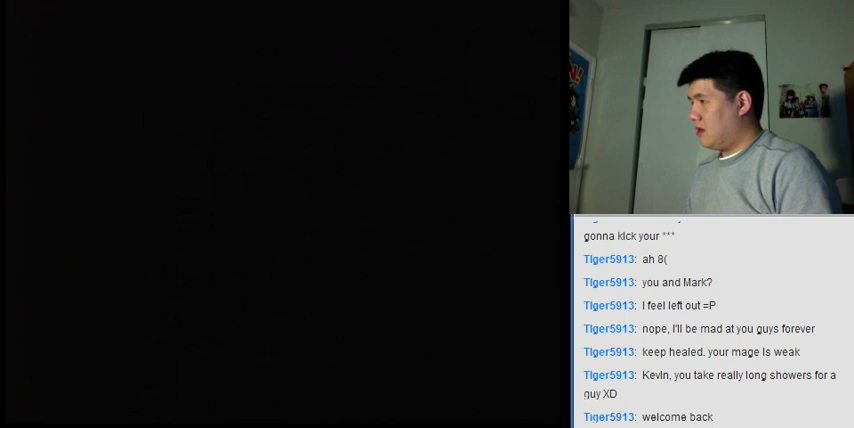 gonna kick your ***
Tiger5913: ah 8(
Tiger5913: you and Mark?
Tiger5913: I feel left out =P
Tiger5913: nope, I'll be mad at you guys forever
Tiger5913: keep healed. your mage is weak
Tiger5913: Kevin, you take really long showers for a
guy XD
Tiger5913: welcome back